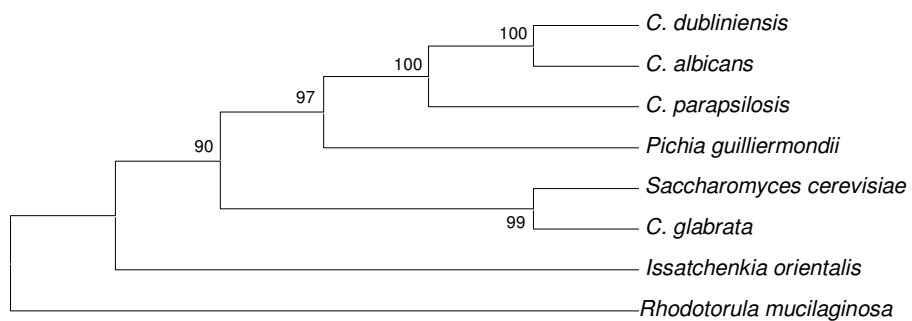 100 C. dubliniensis
100 C. albicans
97 C. parapsilosis
90 Pichia guilliermondii
Saccharomyces cerevisiae
99 C. glabrata
Issatchenkia orientalis
Rhodotorula mucilaginosa